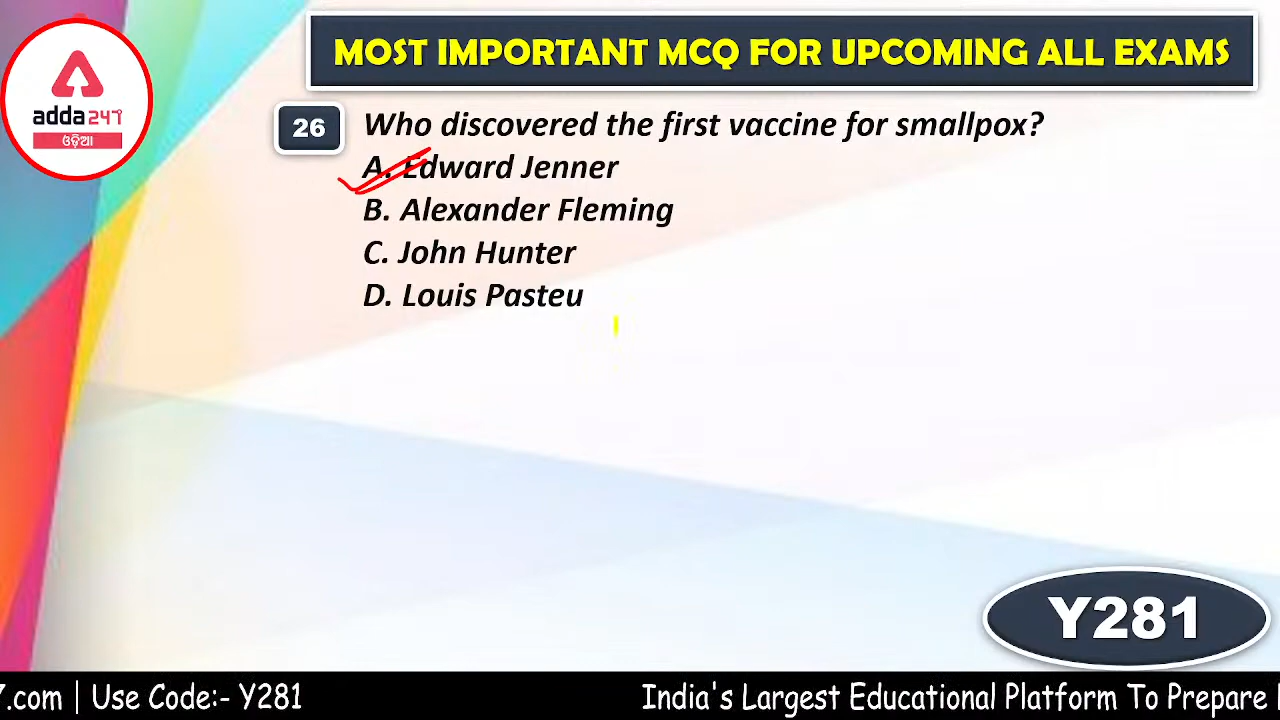 MOST IMPORTANT MCQ FOR UPCOMING ALL EXAMS
adda247
ଓଡ଼ିଆ
26 Who discovered the first vaccine for smallpox?
A. Edward Jenner
B. Alexander Fleming
C. John Hunter
D. Louis Pasteu
Y281
.com | Use Code:- Y281
India's Largest Educational Platform To Prepare